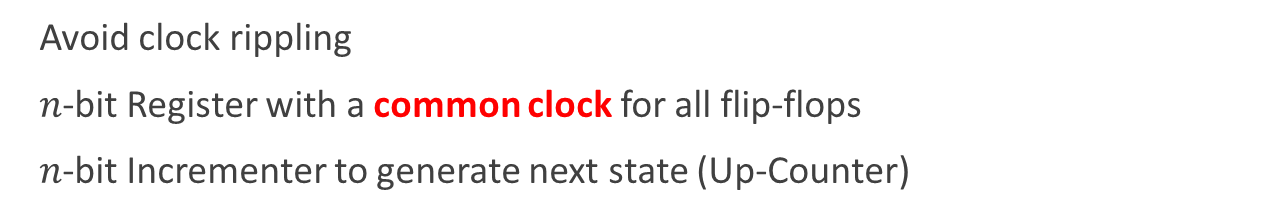 Avoid clock rippling
n-bit Register with a common clock for all flip-flops
n-bit Incrementer to generate next state (Up-Counter)